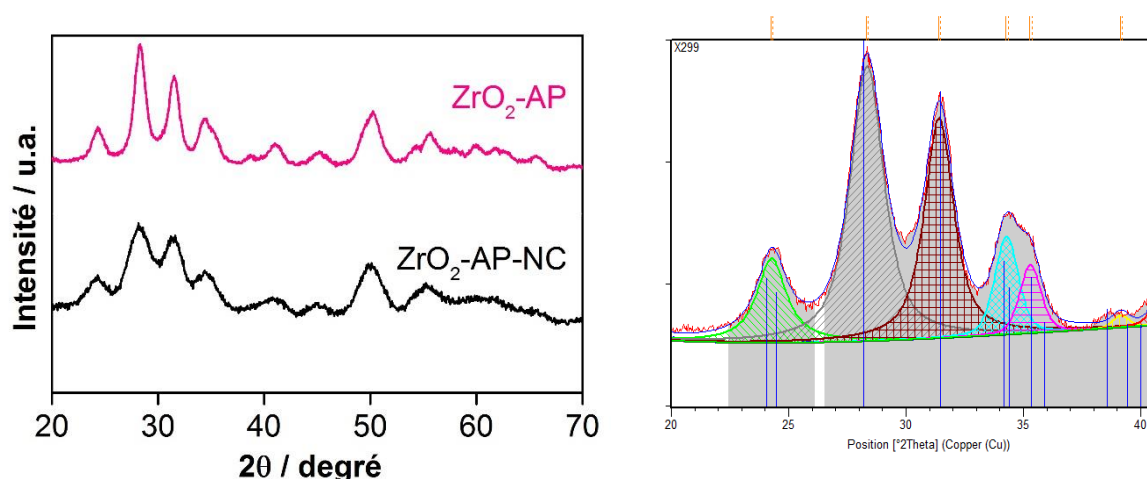 Intensité / u.a.
ZrO2-AP
ZrO2-AP-NC
20 30 40 50 60 70
2θ / degré
X299
20 25 30 35 40
Position [°2Theta] (Copper (Cu))